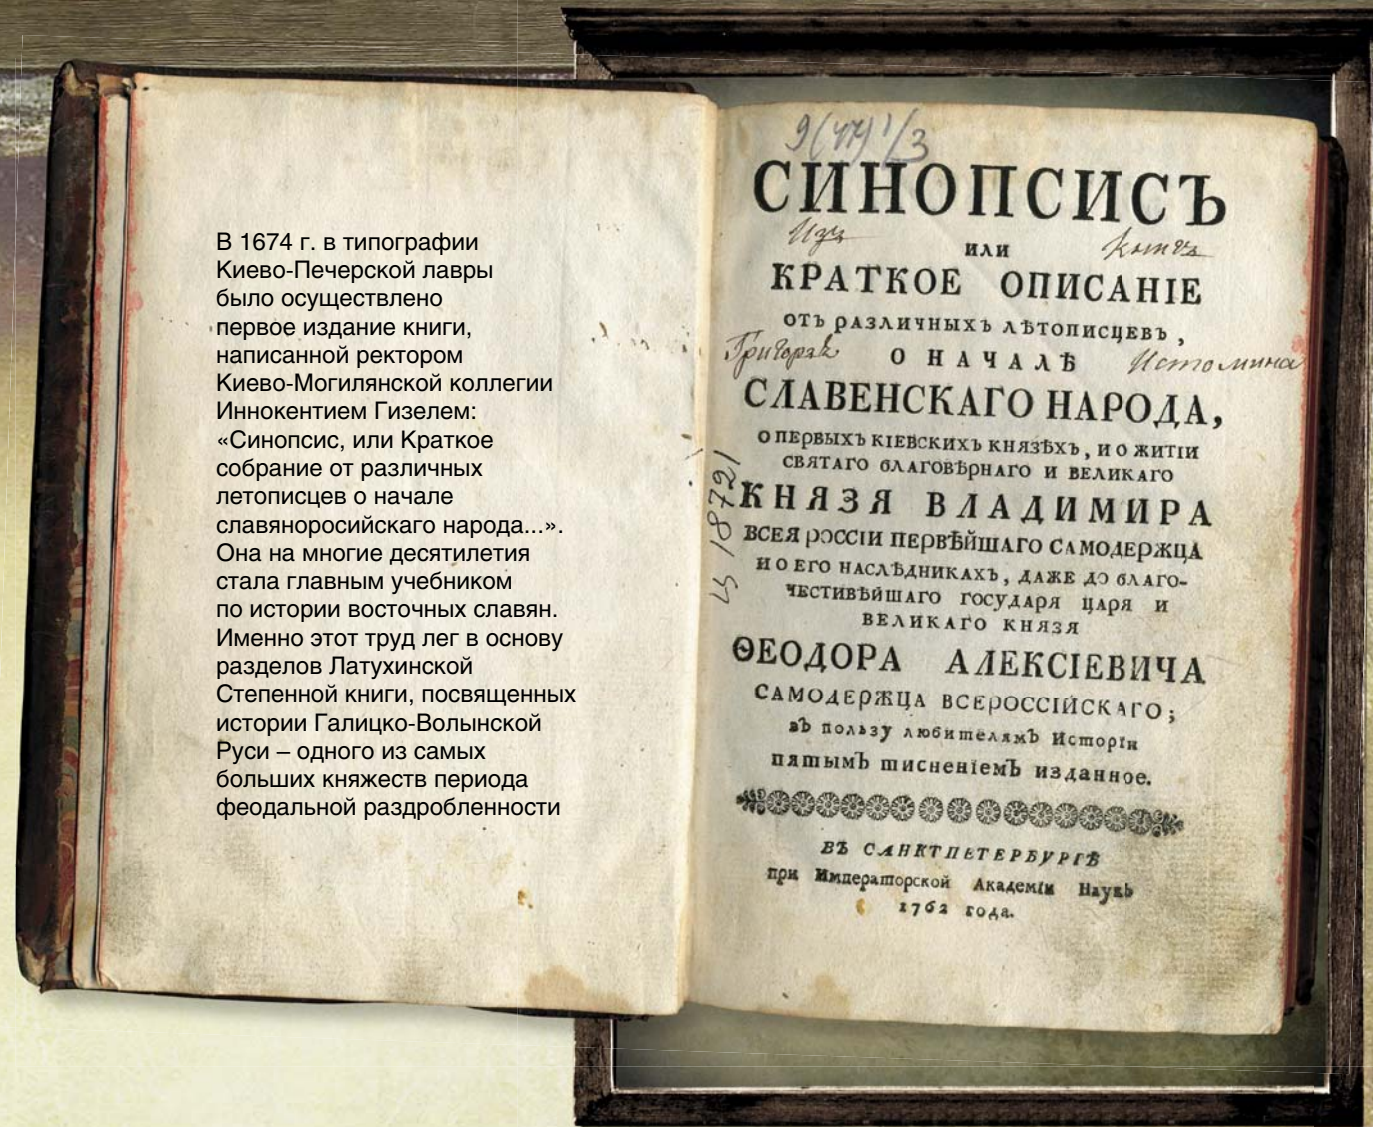 В 1674 г. в типографии
Киево-Печерской лавры
было осуществлено
первое издание книги,
написанной ректором
Киево-Могилянской коллегии
Иннокентием Гизелем:
«Синопсис, или Краткое
собрание от различных
летописцев о начале
славяноросийскаго народа...».
Она на многие десятилетия
стала главным учебником
по истории восточных славян.
Именно этот труд лег в основу
разделов Латухинской
Степенной книги, посвященных
истории Галицко-Волынской
Руси – одного из самых
больших княжеств периода
феодальной раздробленности
9(47)1/3
СИНОПСИСЪ
Изъ книгъ
или
КРАТКОЕ ОПИСАНІЕ
отъ различныхъ лѣтописцевъ,
Григорья Истомина
О НАЧАЛѢ
СЛАВЕНСКАГО НАРОДА,
о первыхъ кіевскихъ князѣхъ, и о житіи
святаго благовѣрнаго и великаго
КНЯЗЯ ВЛАДИМИРА
всея россіи первѣйшаго самодержца
и о его наслѣдникахъ, даже до благо-
честивѣйшаго государя царя и
великаго князя
ѲЕОДОРА АЛЕКСІЕВИЧА
самодержца всероссійскаго;
въ пользу любителямъ Исторіи
пятымъ тисненіемъ изданное.
18721
ВЪ САНКТПЕТЕРБУРГѢ
при Императорской Академіи Наукъ
1762 года.